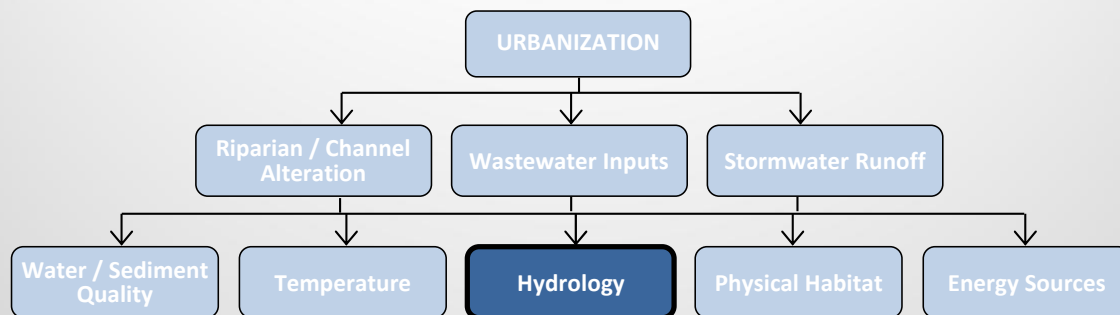 URBANIZATION
Riparian / Channel
Alteration
Wastewater Inputs
Stormwater Runoff
Water / Sediment
Quality
Temperature
Hydrology
Physical Habitat
Energy Sources